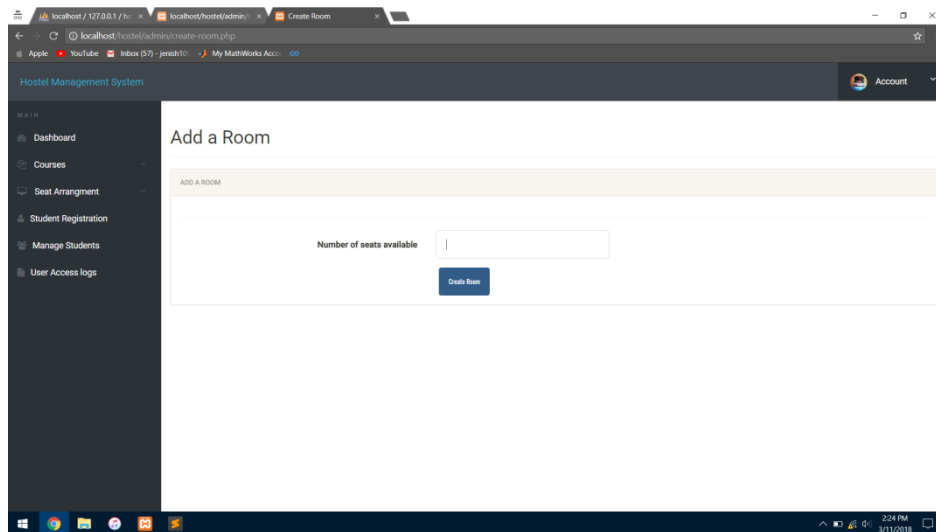 localhost / 127.0.0.1 / ho
localhost/hostel/admin/
Create Room
localhost/hostel/admin/create-room.php
Apple
YouTube
Inbox (57) - jenish10
My MathWorks Acco
Hostel Management System
Account
MAIN
Dashboard
Courses
Seat Arrangment
Student Registration
Manage Students
User Access logs
Add a Room
ADD A ROOM
Number of seats available
Create Room
2:24 PM
3/11/2018